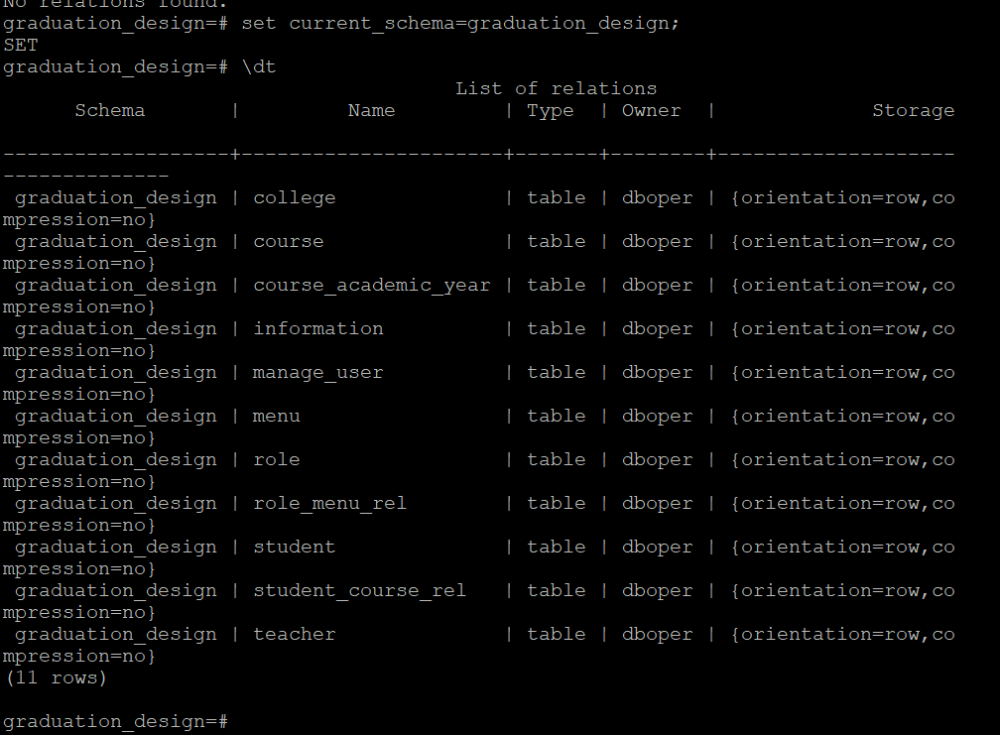 No relations found.
graduation_design=# set current_schema=graduation_design;
SET
graduation_design=# \dt
List of relations
Schema | Name | Type | Owner | Storage
-------------------+----------------------+-------+--------+--------------------
--------------
graduation_design | college | table | dboper | {orientation=row,co
mpression=no}
graduation_design | course | table | dboper | {orientation=row,co
mpression=no}
graduation_design | course_academic_year | table | dboper | {orientation=row,co
mpression=no}
graduation_design | information | table | dboper | {orientation=row,co
mpression=no}
graduation_design | manage_user | table | dboper | {orientation=row,co
mpression=no}
graduation_design | menu | table | dboper | {orientation=row,co
mpression=no}
graduation_design | role | table | dboper | {orientation=row,co
mpression=no}
graduation_design | role_menu_rel | table | dboper | {orientation=row,co
mpression=no}
graduation_design | student | table | dboper | {orientation=row,co
mpression=no}
graduation_design | student_course_rel | table | dboper | {orientation=row,co
mpression=no}
graduation_design | teacher | table | dboper | {orientation=row,co
mpression=no}
(11 rows)
graduation_design=#